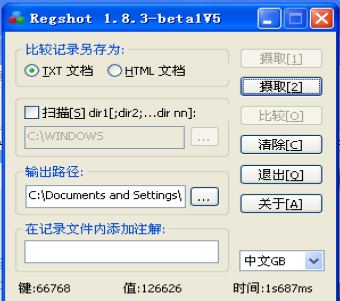 Regshot 1.8.3-beta1V5
比较记录另存为:
TXT 文档 HTML 文档
摄取[1]
摄取[2]
扫描[S] dir1[;dir2;...dir nn]:
比较[O]
C:\WINDOWS ...
清除[C]
输出路径:
退出[Q]
C:\Documents and Settings\ ...
关于[A]
在记录文件内添加注解:
中文GB
键:66768 值:126626 时间:1s687ms